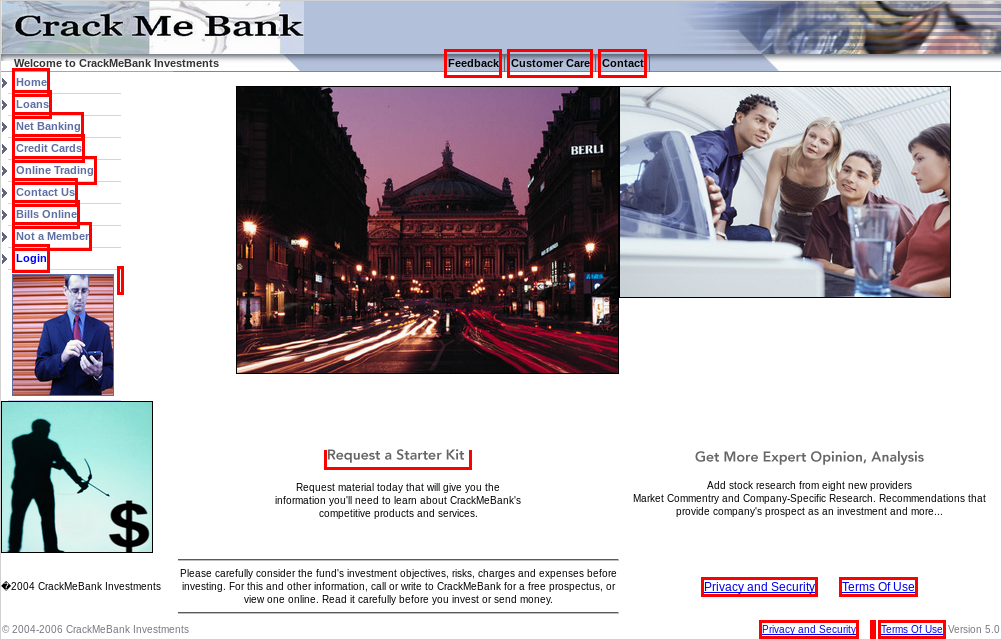 Crack Me Bank
Welcome to CrackMeBank Investments
Feedback Customer Care Contact
Home
Loans
Net Banking
Credit Cards
Online Trading
Contact Us
Bills Online
Not a Member
Login
BERLI
Request a Starter Kit
Request material today that will give you the
information you'll need to learn about CrackMeBank's
competitive products and services.
Get More Expert Opinion, Analysis
Add stock research from eight new providers
Market Commentry and Company-Specific Research. Recommendations that
provide company's prospect as an investment and more...
$
�2004 CrackMeBank Investments
Please carefully consider the fund's investment objectives, risks, charges and expenses before
investing. For this and other information, call or write to CrackMeBank for a free prospectus, or
view one online. Read it carefully before you invest or send money.
Privacy and Security Terms Of Use
© 2004-2006 CrackMeBank Investments
Privacy and Security Terms Of Use Version 5.0